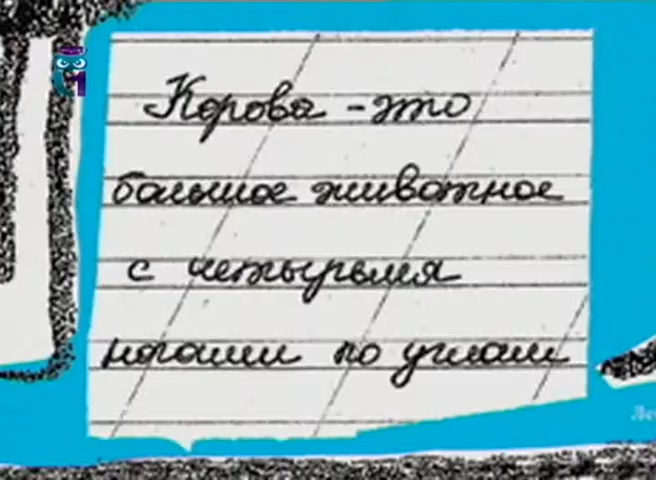 Корова - это
большое животное
с четырьмя
ногами по углам